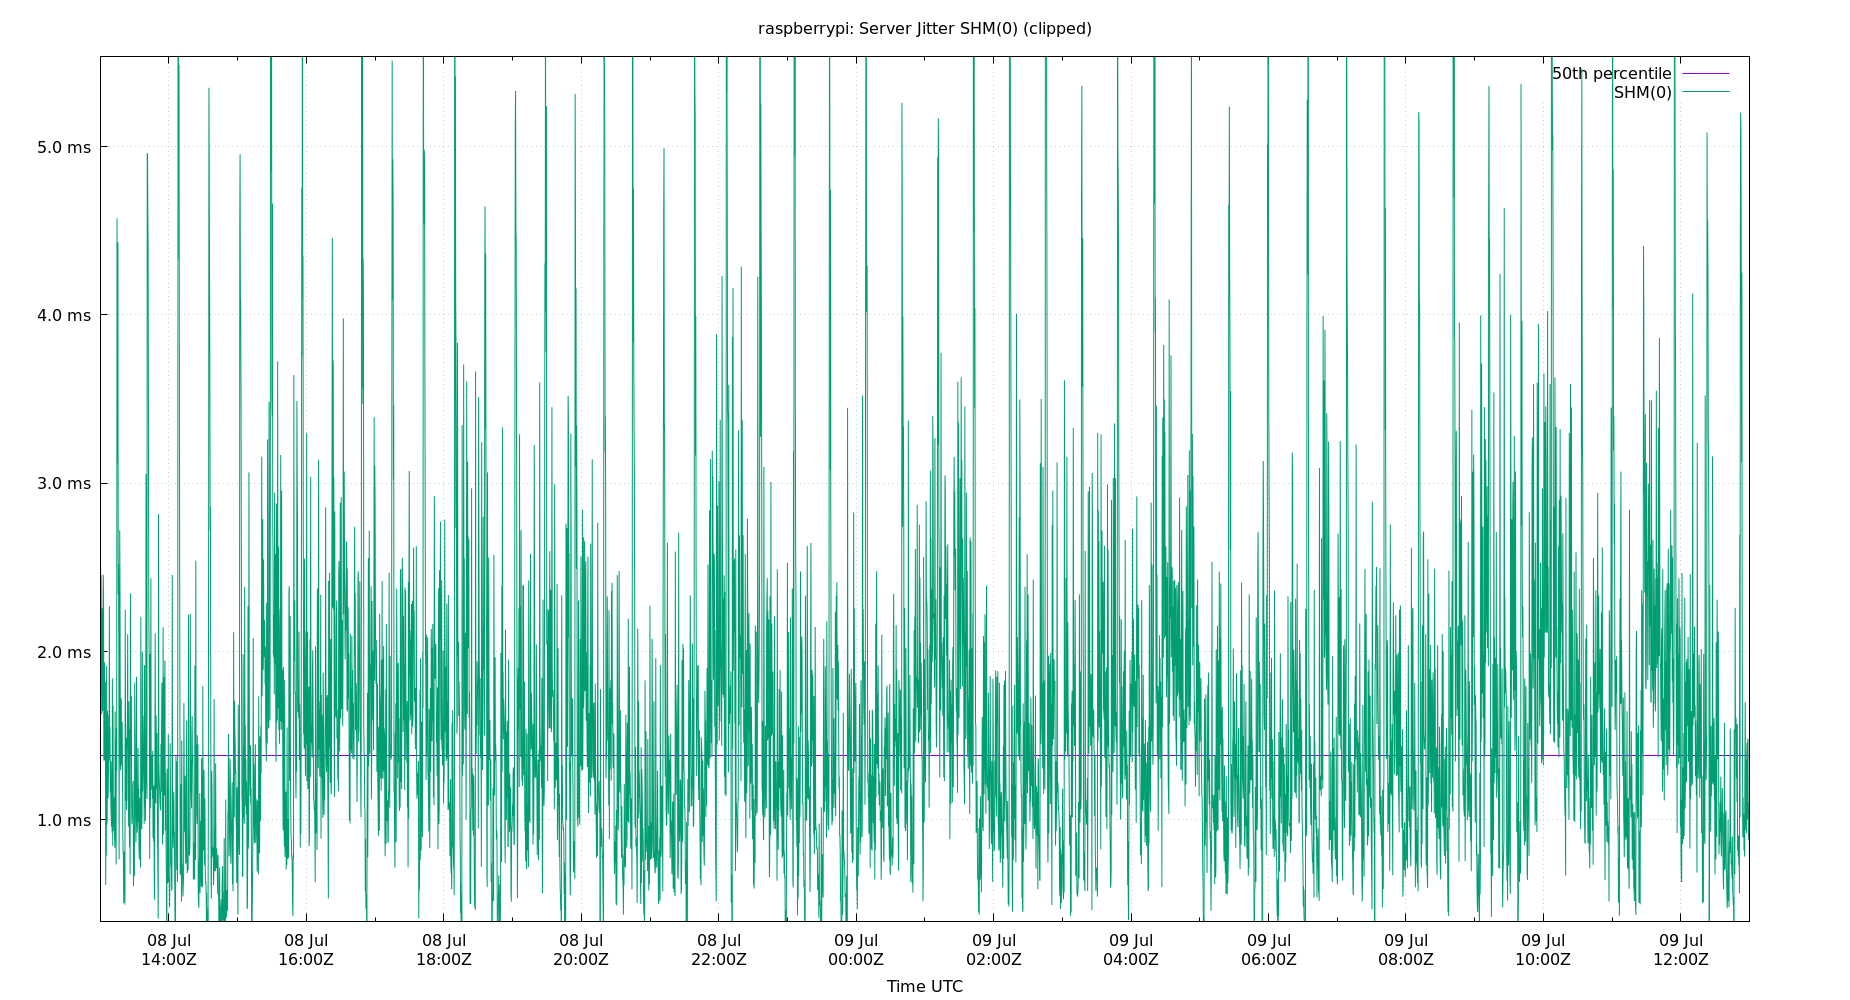 raspberrypi: Server Jitter SHM(0) (clipped)
50th percentile
SHM(0)
5.0 ms
4.0 ms
3.0 ms
2.0 ms
1.0 ms
08 Jul 08 Jul 08 Jul 08 Jul 08 Jul 09 Jul 09 Jul 09 Jul 09 Jul 09 Jul 09 Jul 09 Jul
14:00Z 16:00Z 18:00Z 20:00Z 22:00Z 00:00Z 02:00Z 04:00Z 06:00Z 08:00Z 10:00Z 12:00Z
Time UTC